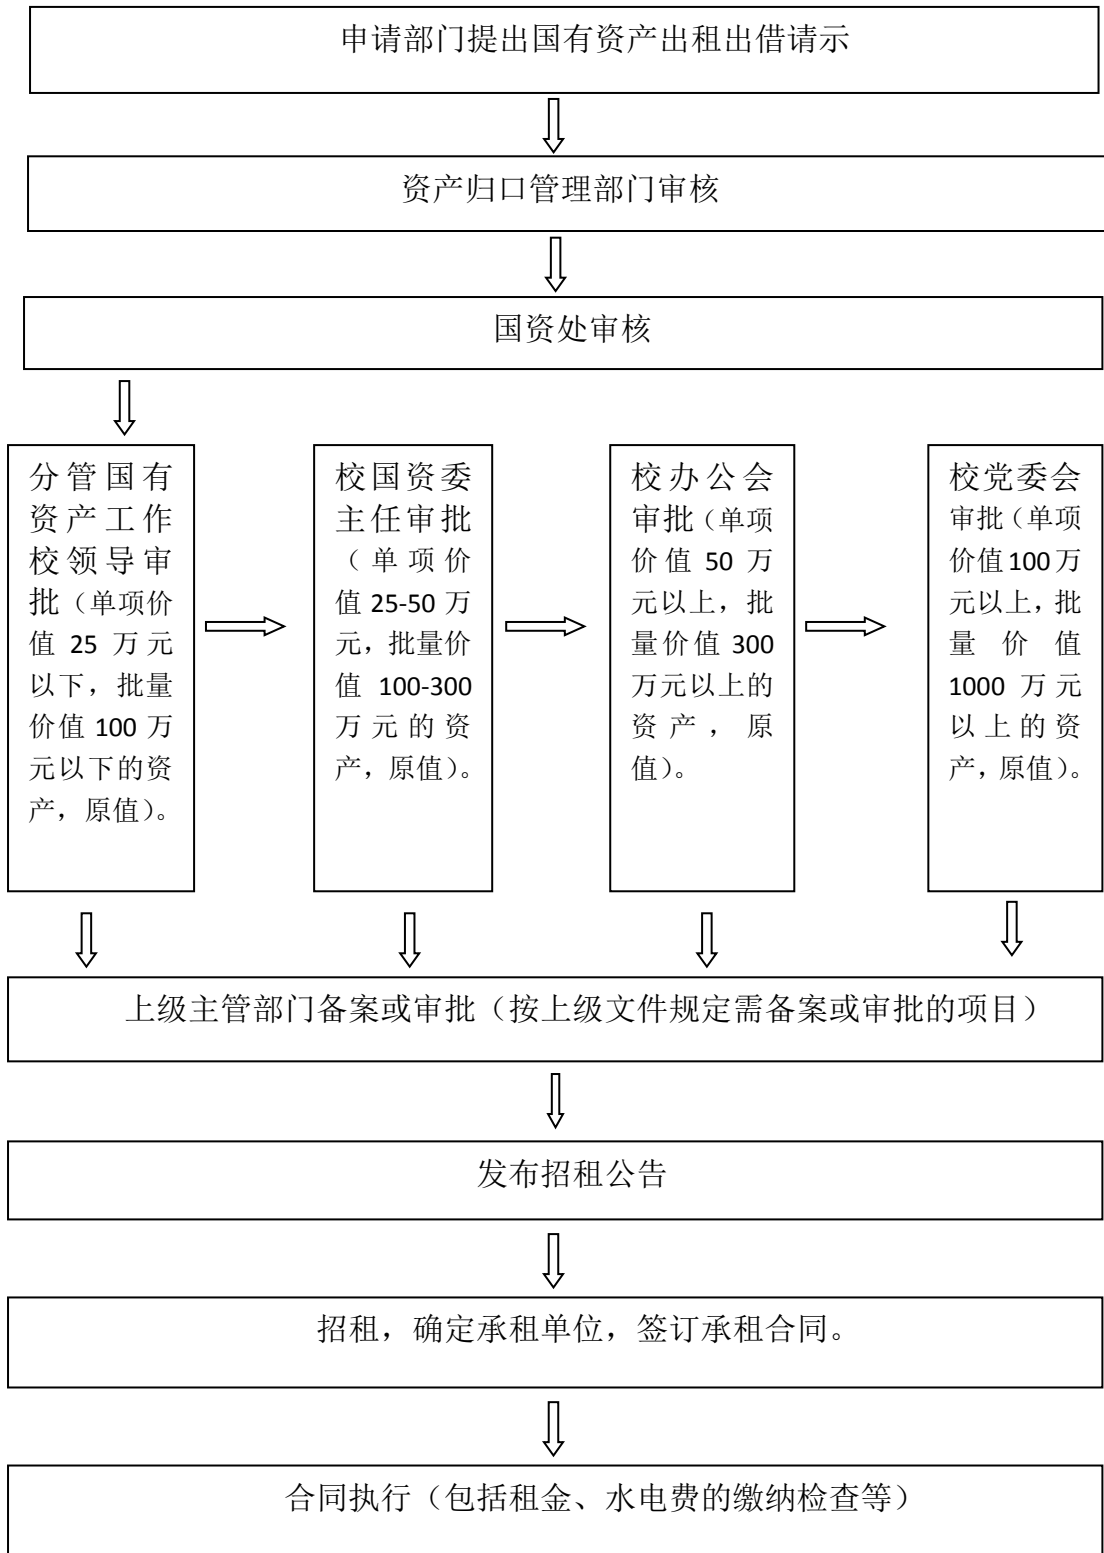 申请部门提出国有资产出租出借请示
资产归口管理部门审核
国资处审核
分管国有
资产工作
校领导审
批（单项价
值 25 万元
以下，批量
价值 100 万
元以下的资
产，原值）。
校国资委
主任审批
（单项价
值 25-50 万
元，批量价
值 100-300
万元的资
产，原值）。
校办公会
审批（单项
价值 50 万
元以上，批
量价值 300
万元以上的
资产，原
值）。
校党委会
审批（单项
价值 100 万
元以上，批
量价值
1000 万元
以上的资
产，原值）。
上级主管部门备案或审批（按上级文件规定需备案或审批的项目）
发布招租公告
招租，确定承租单位，签订承租合同。
合同执行（包括租金、水电费的缴纳检查等）